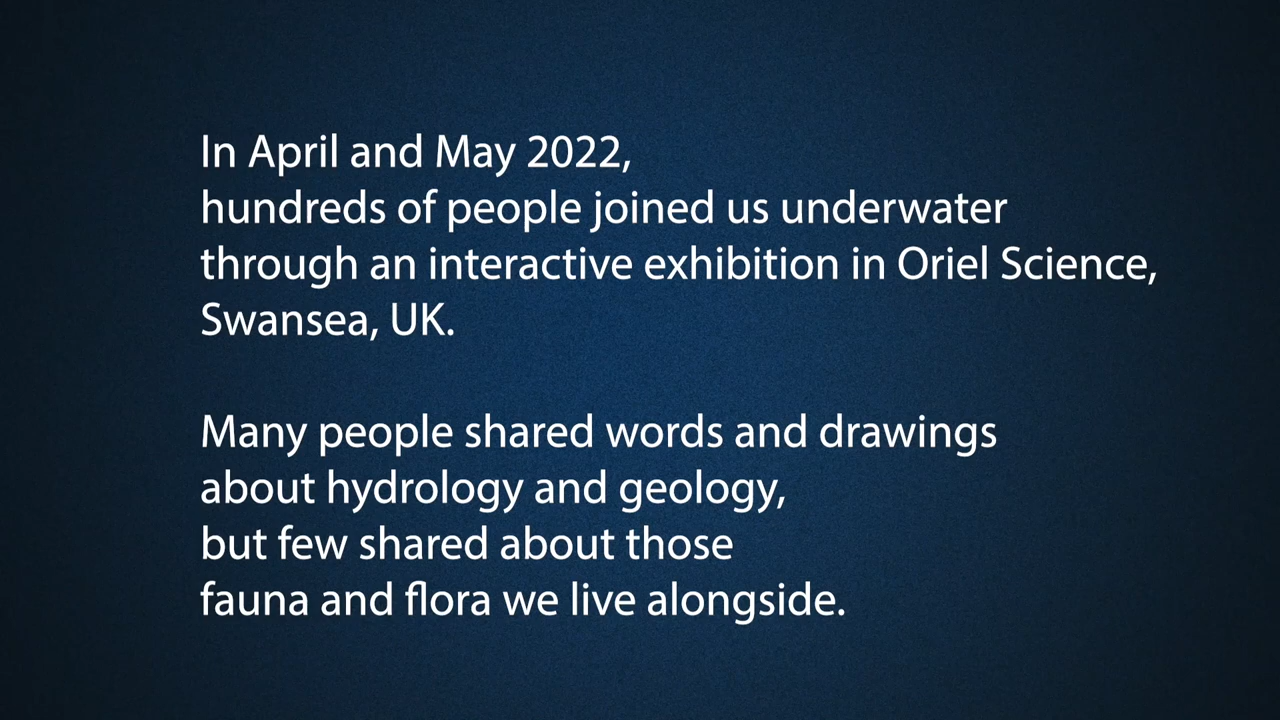 In April and May 2022,
hundreds of people joined us underwater
through an interactive exhibition in Oriel Science,
Swansea, UK.
Many people shared words and drawings
about hydrology and geology,
but few shared about those
fauna and flora we live alongside.